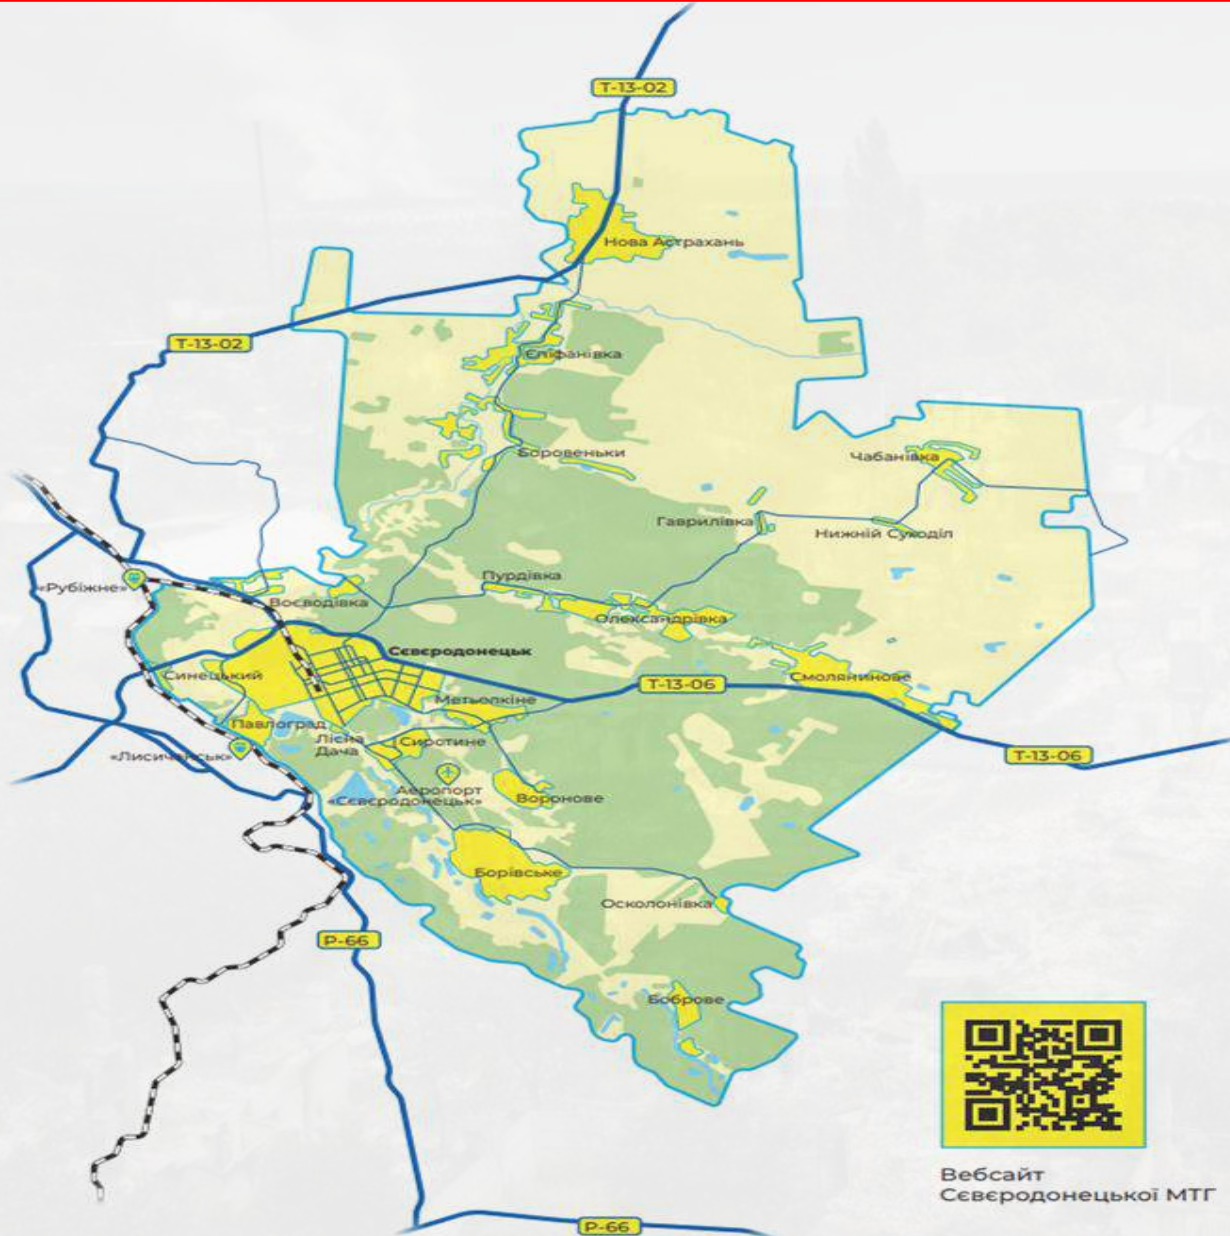 Т-13-02
Нова Астрахань
Т-13-02
Єпіфанівка
Боровеньки
Чабанівка
Гаврилівка
Нижній Суходіл
Пурдівка
«Рубіжне»
Воєводівка
Олександрівка
Сєвєродонецьк
Синецький
Смолянинове
Т-13-06
Метьолкіне
Павлоград
Лісна
Дача
Сиротине
«Лисичанськ»
Т-13-06
Аеропорт
«Сєвєродонецьк»
Воронове
Борівське
Осколонівка
Р-66
Боброве
Вебсайт
Сєвєродонецької МТГ
Р-66